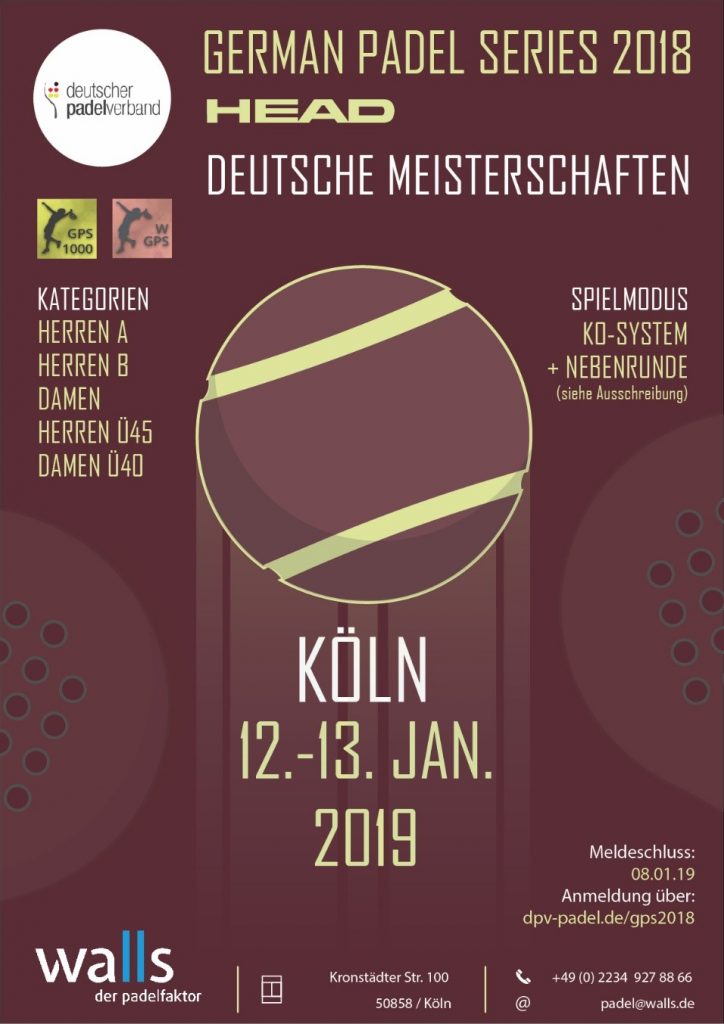 deutscher
padelverband
GERMAN PADEL SERIES 2018
HEAD
DEUTSCHE MEISTERSCHAFTEN
GPS
1000
W
GPS
KATEGORIEN
HERREN A
HERREN B
DAMEN
HERREN Ü45
DAMEN Ü40
SPIELMODUS
KO-SYSTEM
+ NEBENRUNDE
(siehe Ausschreibung)
KÖLN
12.-13. JAN.
2019
Meldeschluss:
08.01.19
Anmeldung über:
dpv-padel.de/gps2018
walls
der padelfaktor
Kronstädter Str. 100
50858 / Köln
+49 (0) 2234 927 88 66
@ padel@walls.de